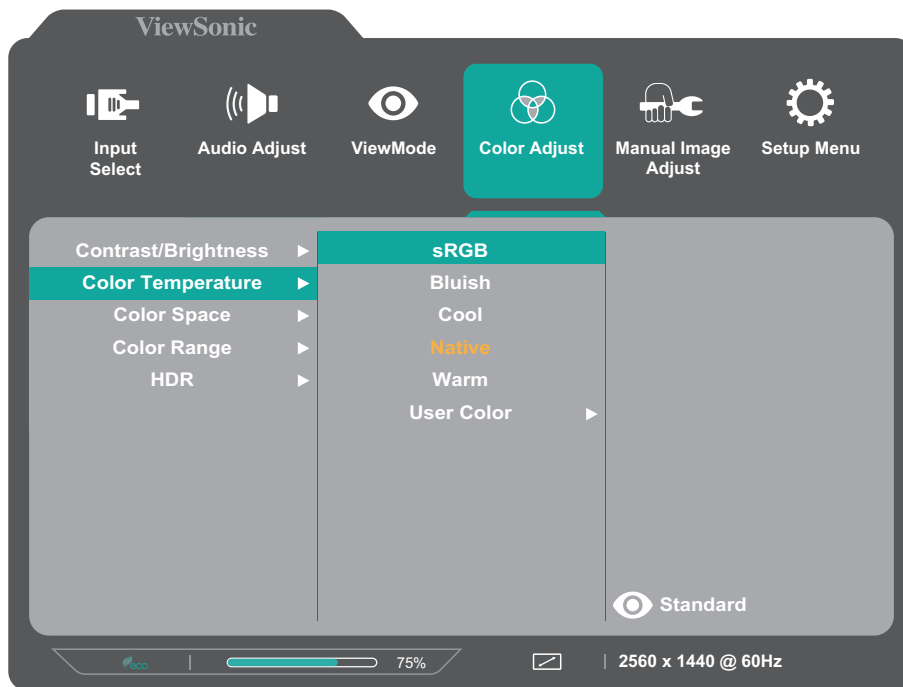 ViewSonic
Input
Select
Audio Adjust
ViewMode
Color Adjust
Manual Image
Adjust
Setup Menu
Contrast/Brightness
Color Temperature
Color Space
Color Range
HDR
sRGB
Bluish
Cool
Native
Warm
User Color
Standard
eco
75%
2560 x 1440 @ 60Hz